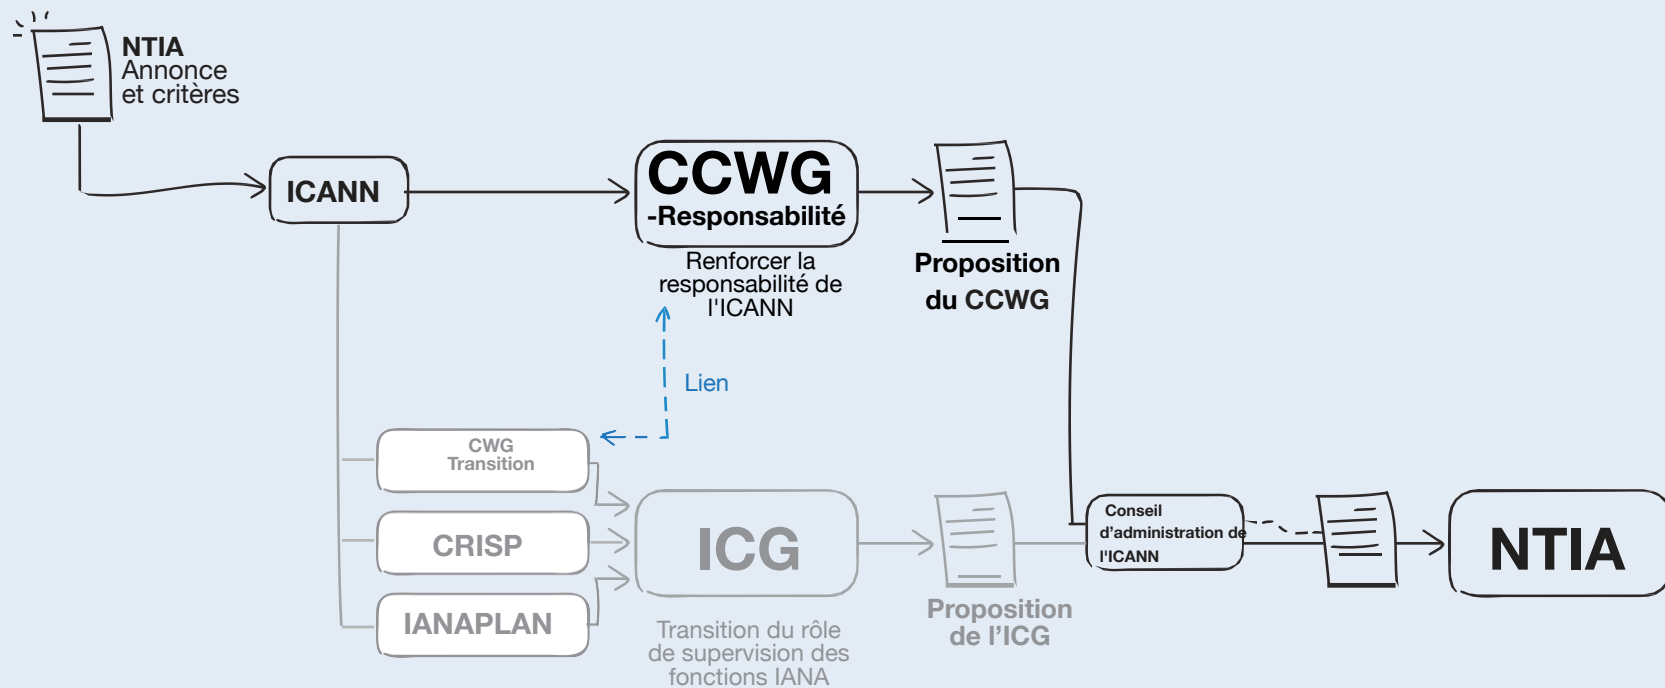 NTIA
Annonce
et critères
ICANN
CCWG
-Responsabilité
Renforcer la
responsabilité de
l'ICANN
Proposition
du CCWG
Lien
CWG
Transition
CRISP
IANAPLAN
ICG
Transition du rôle
de supervision des
fonctions IANA
Proposition
de l’ICG
Conseil
d’administration de
l'ICANN
NTIA